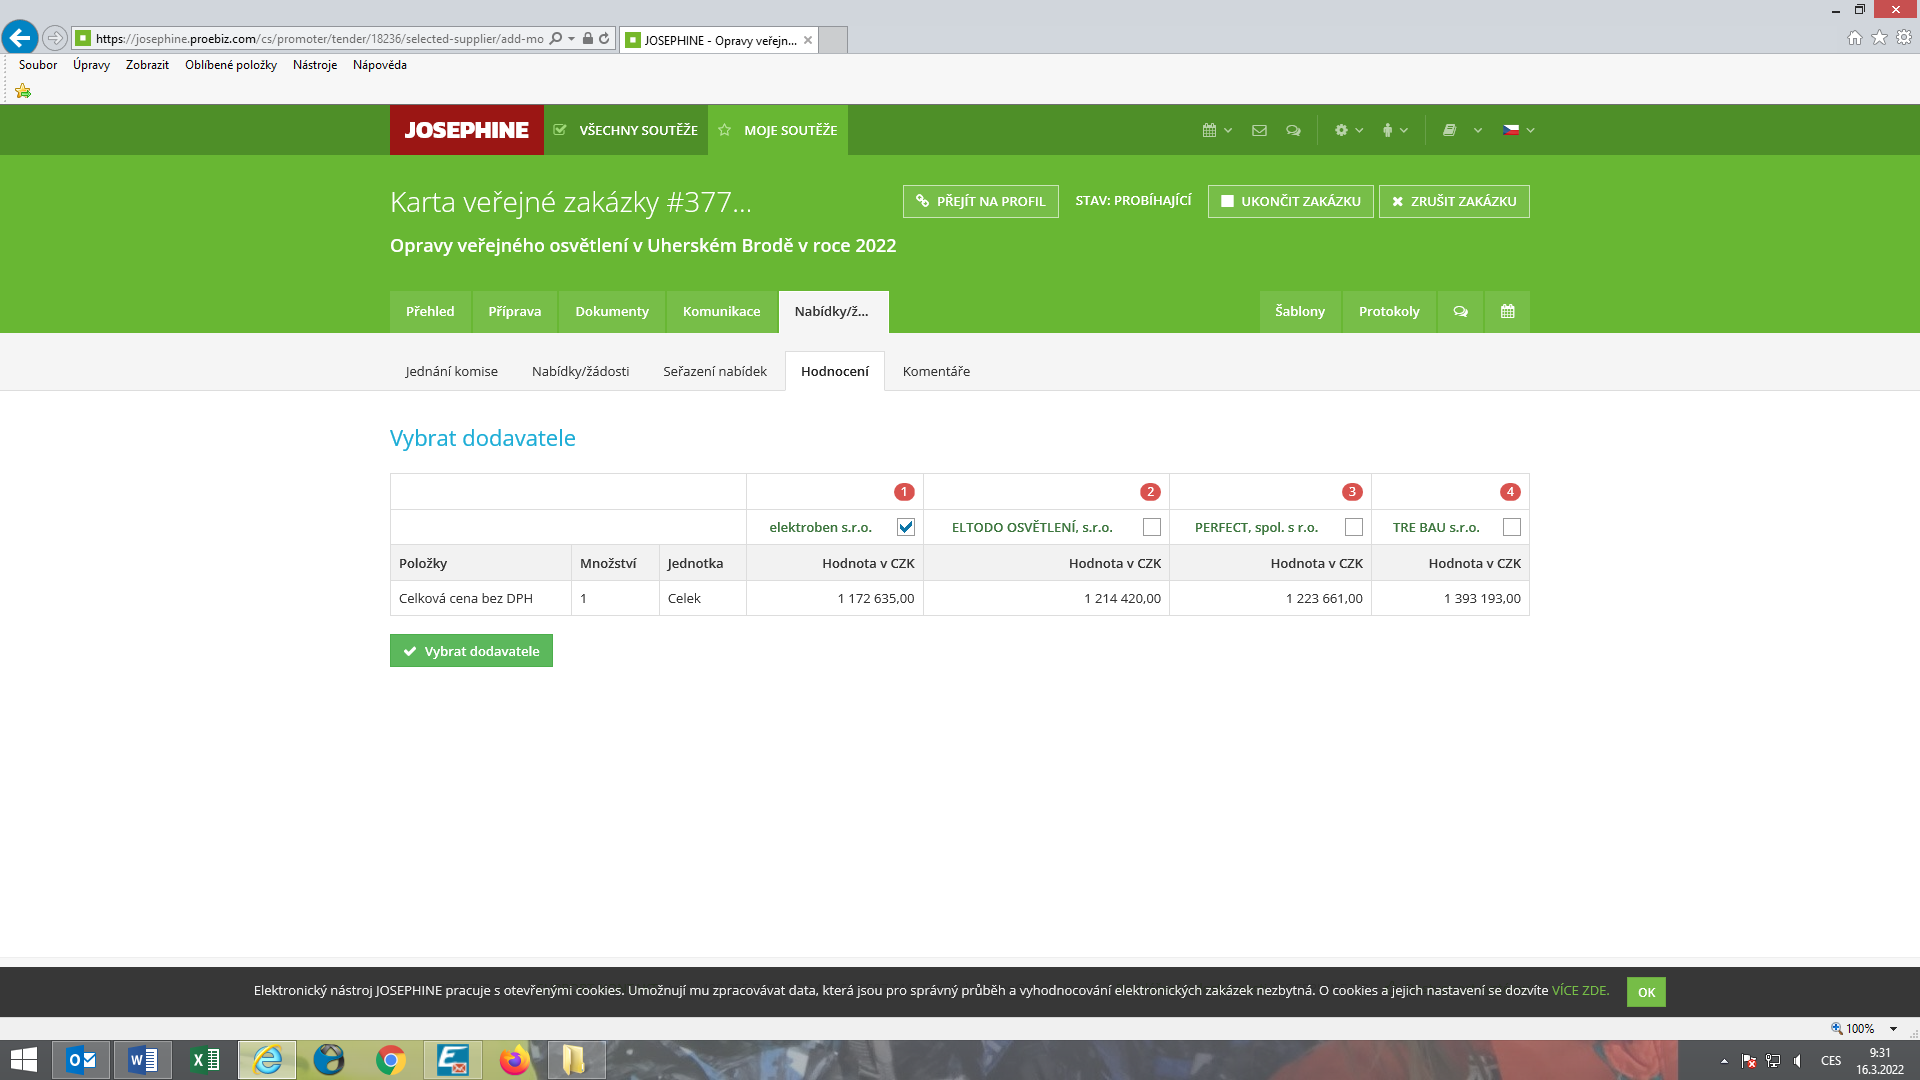 https://josephine.proebiz.com/cs/promoter/tender/18236/selected-supplier/add-mo
JOSEPHINE - Opravy veřejn...
Soubor Úpravy Zobrazit Oblíbené položky Nástroje Nápověda
JOSEPHINE VŠECHNY SOUTĚŽE MOJE SOUTĚŽE
Karta veřejné zakázky #377... PŘEJÍT NA PROFIL STAV: PROBÍHAJÍCÍ UKONČIT ZAKÁZKU ZRUŠIT ZAKÁZKU
Opravy veřejného osvětlení v Uherském Brodě v roce 2022
Přehled Příprava Dokumenty Komunikace Nabídky/ž... Šablony Protokoly
Jednání komise Nabídky/žádosti Seřazení nabídek Hodnocení Komentáře
Vybrat dodavatele
1 2 3 4
elektroben s.r.o. ELTODO OSVĚTLENÍ, s.r.o. PERFECT, spol. s r.o. TRE BAU s.r.o.
Položky Množství Jednotka Hodnota v CZK Hodnota v CZK Hodnota v CZK Hodnota v CZK
Celková cena bez DPH 1 Celek 1 172 635,00 1 214 420,00 1 223 661,00 1 393 193,00
Vybrat dodavatele
Elektronický nástroj JOSEPHINE pracuje s otevřenými cookies. Umožnují mu zpracovávat data, která jsou pro správný průběh a vyhodnocování elektronických zakázek nezbytná. O cookies a jejich nastavení se dozvíte VÍCE ZDE. OK
100%
CES 9:31
16.3.2022